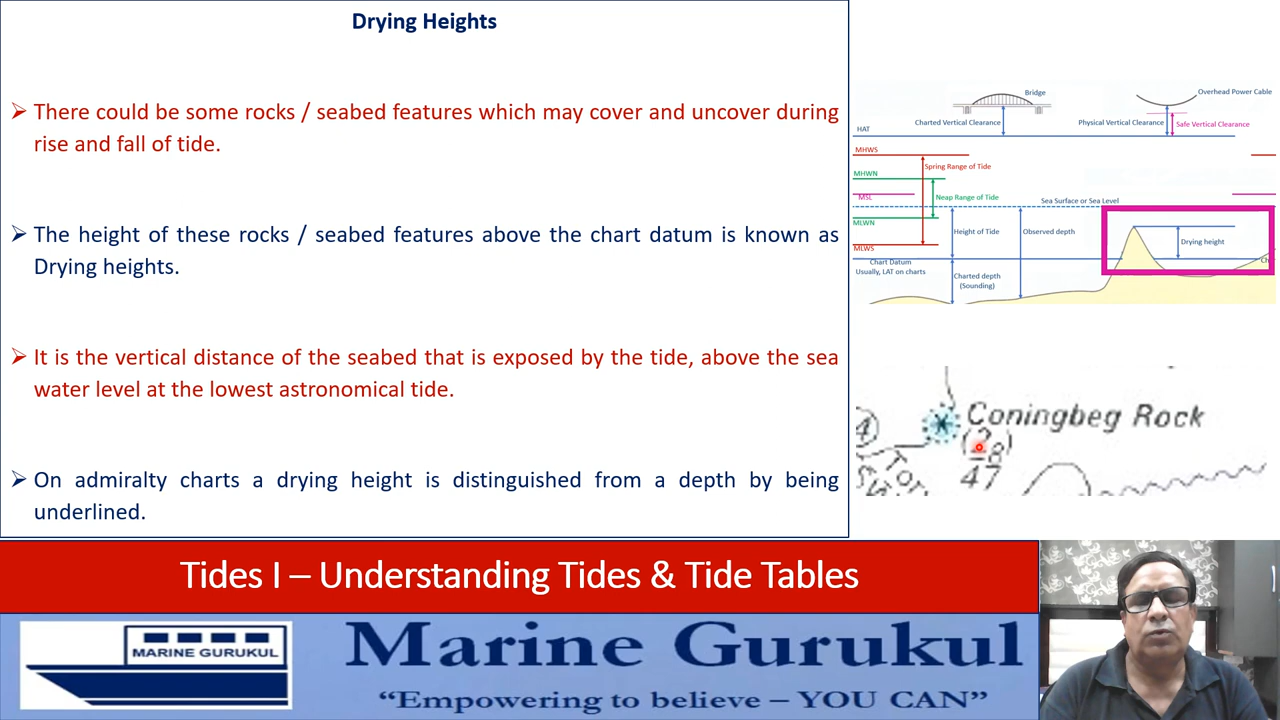 Drying Heights
➢ There could be some rocks / seabed features which may cover and uncover during
rise and fall of tide.
➢ The height of these rocks / seabed features above the chart datum is known as
Drying heights.
➢ It is the vertical distance of the seabed that is exposed by the tide, above the sea
water level at the lowest astronomical tide.
➢ On admiralty charts a drying height is distinguished from a depth by being
underlined.
Bridge
Overhead Power Cable
Charted Vertical Clearance
Physical Vertical Clearance
Safe Vertical Clearance
HAT
MHWS
Spring Range of Tide
MHWN
MSL
Neap Range of Tide
Sea Surface or Sea Level
MLWN
Height of Tide
Observed depth
Drying height
MLWS
Chart Datum
Usually, LAT on charts
Ch
Charted depth
(Sounding)
Coningbeg Rock
47
Tides I – Understanding Tides & Tide Tables
MARINE GURUKUL
Marine Gurukul
“Empowering to believe – YOU CAN”